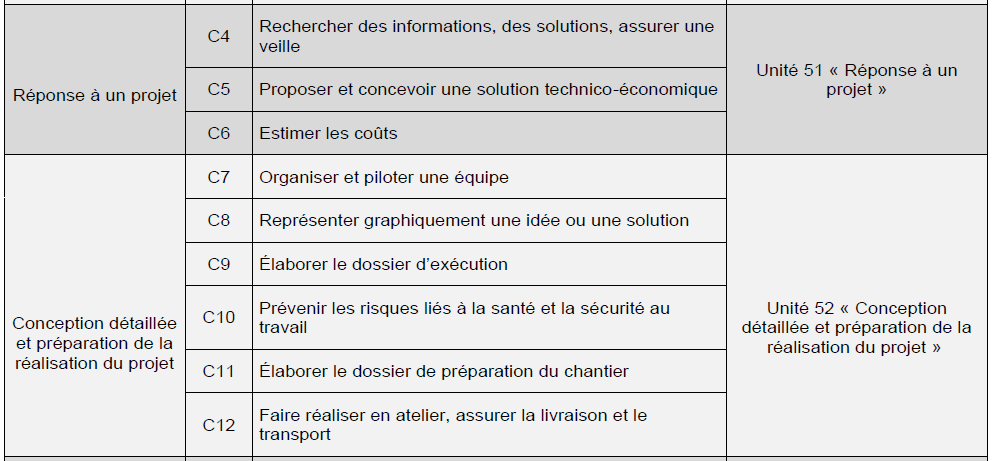 Réponse à un projet
C4
Rechercher des informations, des solutions, assurer une
veille
C5
Proposer et concevoir une solution technico-économique
C6
Estimer les coûts
Unité 51 « Réponse à un
projet »
Conception détaillée
et préparation de la
réalisation du projet
C7
Organiser et piloter une équipe
C8
Représenter graphiquement une idée ou une solution
C9
Élaborer le dossier d’exécution
C10
Prévenir les risques liés à la santé et la sécurité au
travail
C11
Élaborer le dossier de préparation du chantier
C12
Faire réaliser en atelier, assurer la livraison et le
transport
Unité 52 « Conception
détaillée et préparation de la
réalisation du projet »